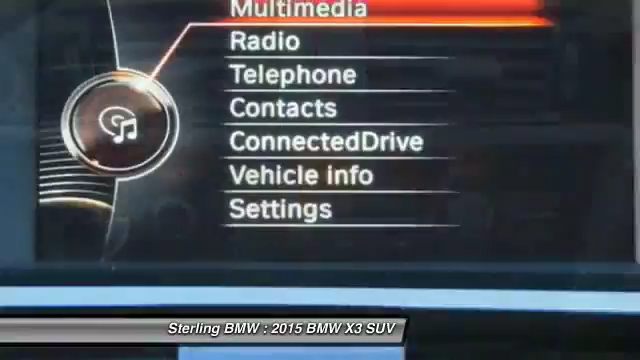 Multimedia
Radio
Telephone
Contacts
ConnectedDrive
Vehicle info
Settings
Sterling BMW : 2015 BMW X3 SUV